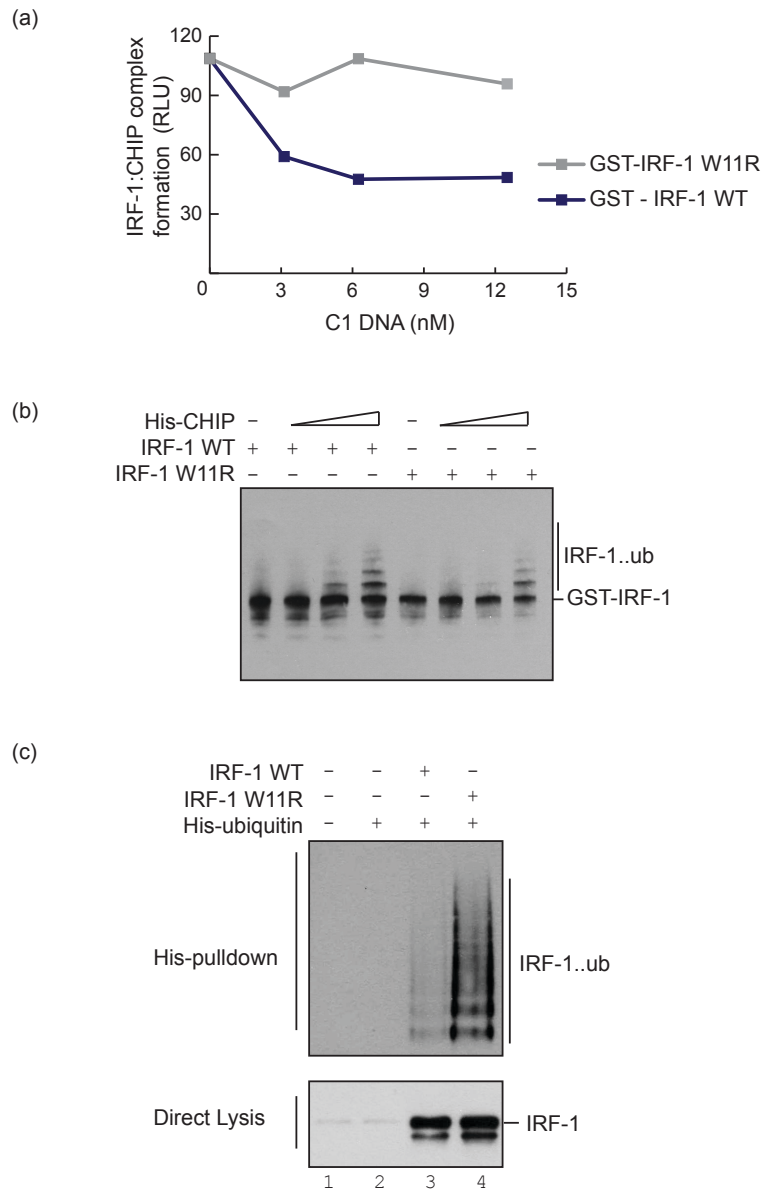 (a)
IRF-1:CHIP complex
formation (RLU)
120
90
60
30
0 3 6 9 12 15
C1 DNA (nM)
GST-IRF-1 W11R
GST - IRF-1 WT
(b)
His-CHIP – –
IRF-1 WT + + + + – – – –
IRF-1 W11R – – – – + + + +
IRF-1..ub
GST-IRF-1
(c)
IRF-1 WT – – + –
IRF-1 W11R – – – +
His-ubiquitin – + + +
His-pulldown
IRF-1..ub
Direct Lysis
IRF-1
1 2 3 4